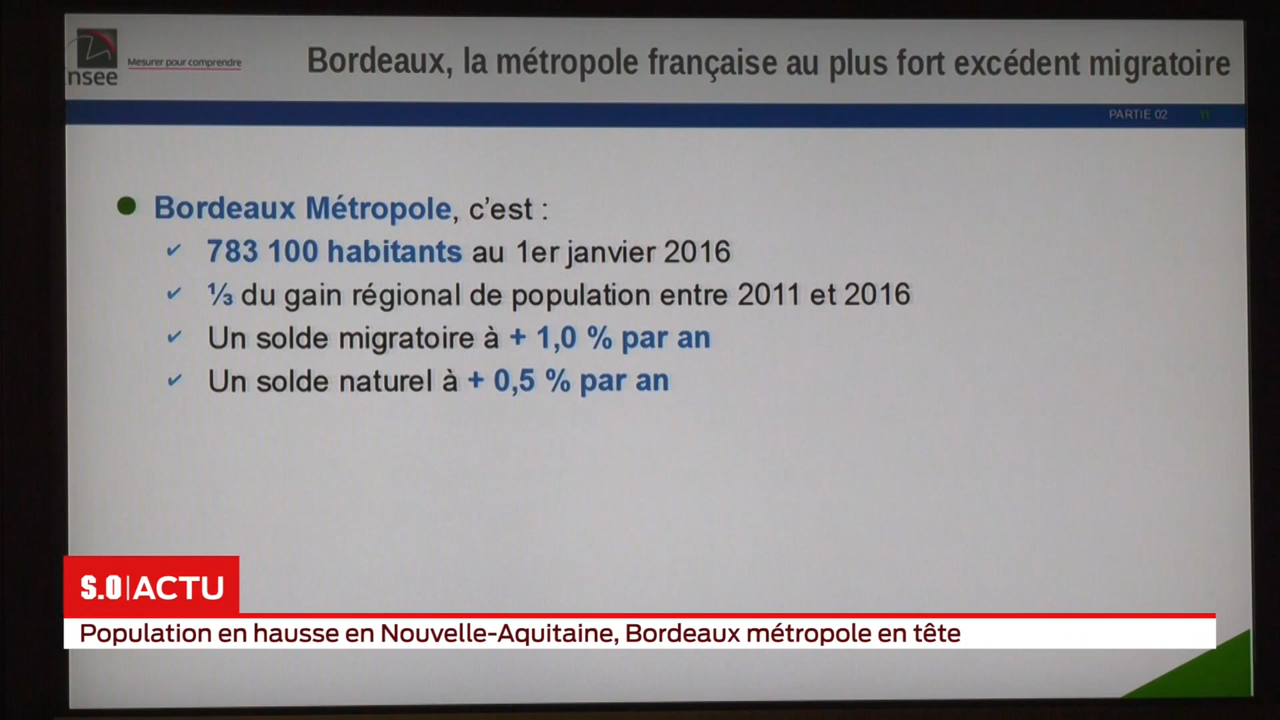 Insee
Mesurer pour comprendre
Bordeaux, la métropole française au plus fort excédent migratoire
PARTIE 02
11
Bordeaux Métropole, c’est :
783 100 habitants au 1er janvier 2016
⅓ du gain régional de population entre 2011 et 2016
Un solde migratoire à + 1,0 % par an
Un solde naturel à + 0,5 % par an
S.O|ACTU
Population en hausse en Nouvelle-Aquitaine, Bordeaux métropole en tête